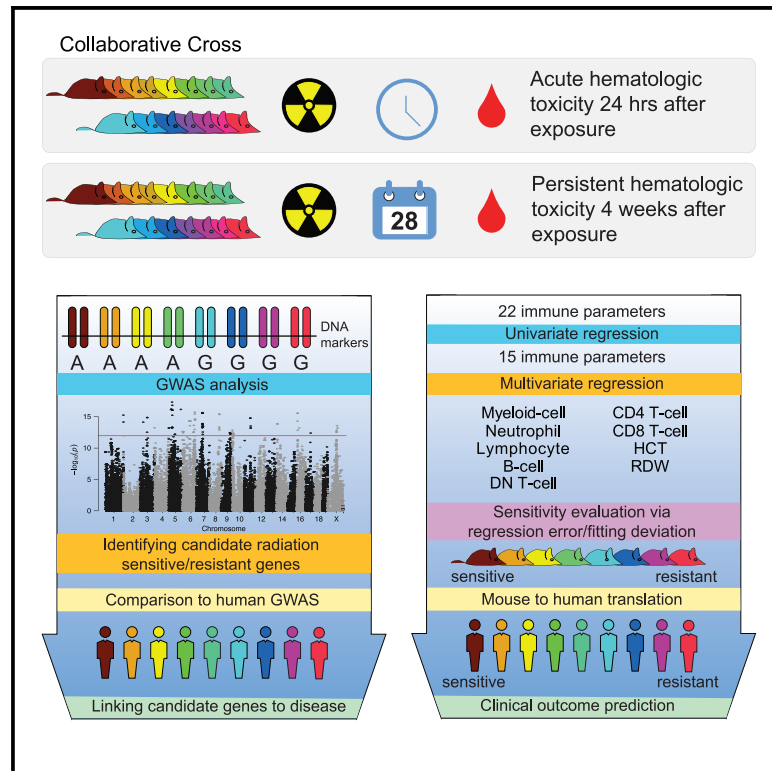 Collaborative Cross
Acute hematologic
toxicity 24 hrs after
exposure
28
Persistent hematologic
toxicity 4 weeks after
exposure
DNA
markers
A A A A G G G G
GWAS analysis
-log10(p)
15
10
5
0
1 2 3 4 5 6 7 8 9 10 12 14 16 18 X
Chromosome
Identifying candidate radiation
sensitive/resistant genes
Comparison to human GWAS
Linking candidate genes to disease
22 immune parameters
Univariate regression
15 immune parameters
Multivariate regression
Myeloid-cell
Neutrophil
Lymphocyte
B-cell
DN T-cell
CD4 T-cell
CD8 T-cell
HCT
RDW
Sensitivity evaluation via
regression error/fitting deviation
sensitive resistant
Mouse to human translation
sensitive resistant
Clinical outcome prediction